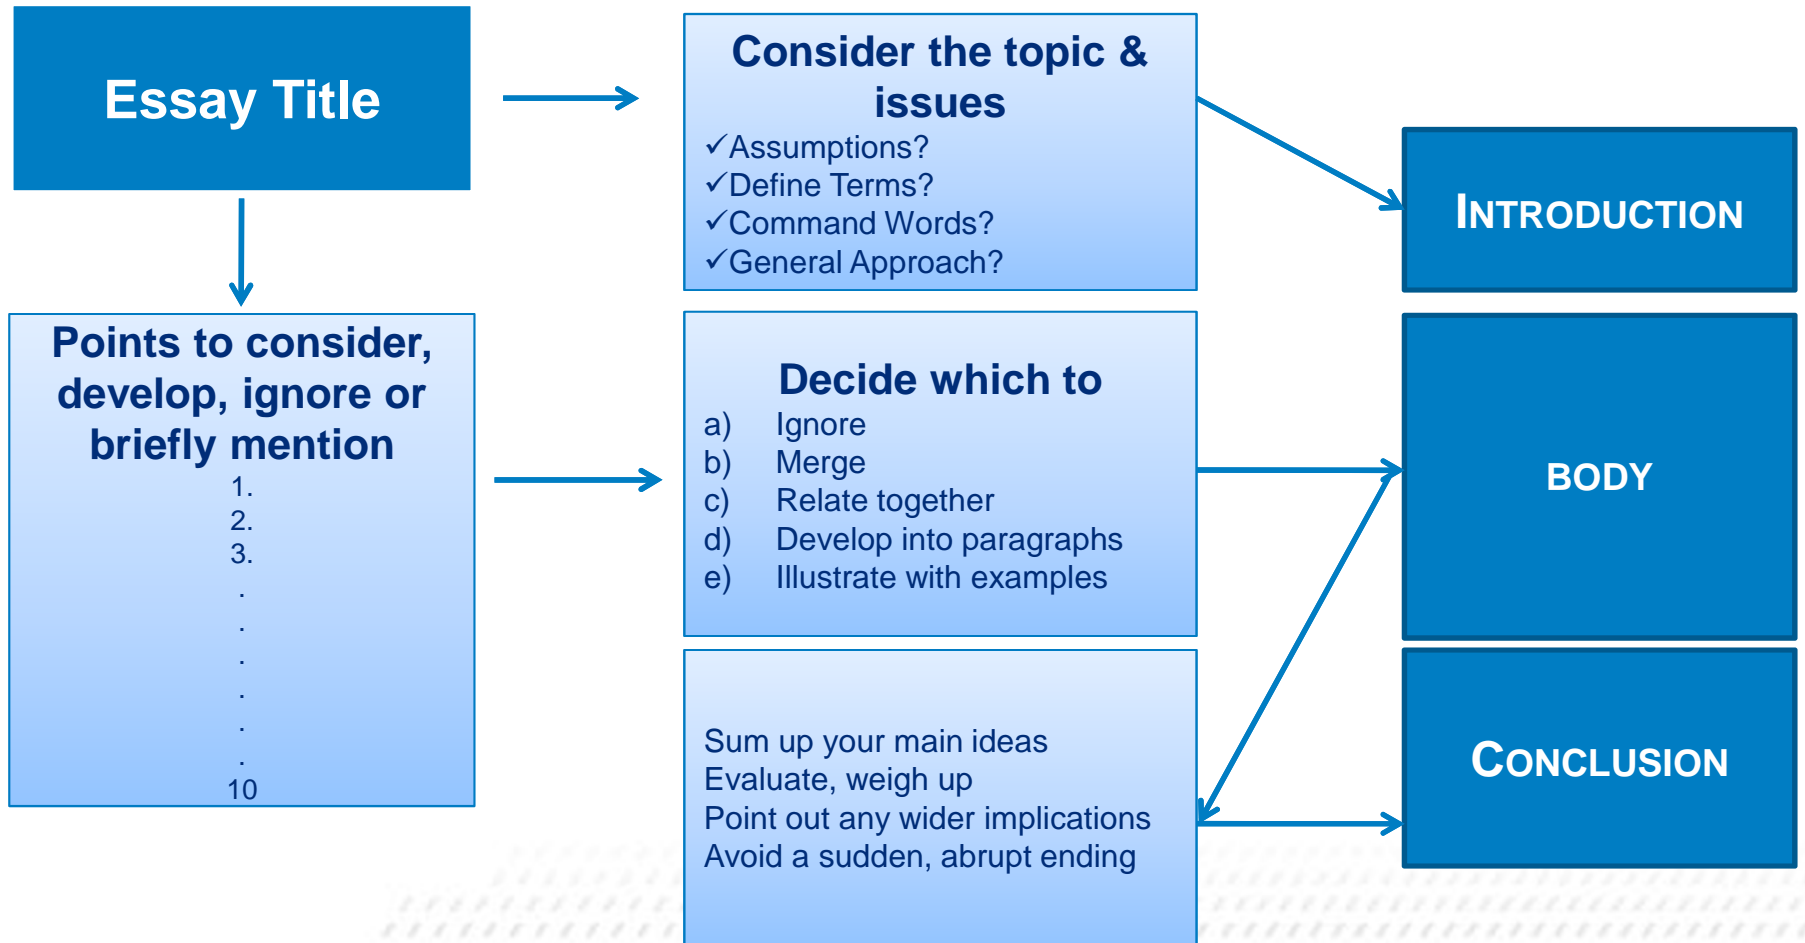 Essay Title
Consider the topic &
issues
✓Assumptions?
✓Define Terms?
✓Command Words?
✓General Approach?
INTRODUCTION
Points to consider,
develop, ignore or
briefly mention
1.
2.
3.
.
.
.
.
.
.
10
Decide which to
a) Ignore
b) Merge
c) Relate together
d) Develop into paragraphs
e) Illustrate with examples
BODY
Sum up your main ideas
Evaluate, weigh up
Point out any wider implications
Avoid a sudden, abrupt ending
CONCLUSION